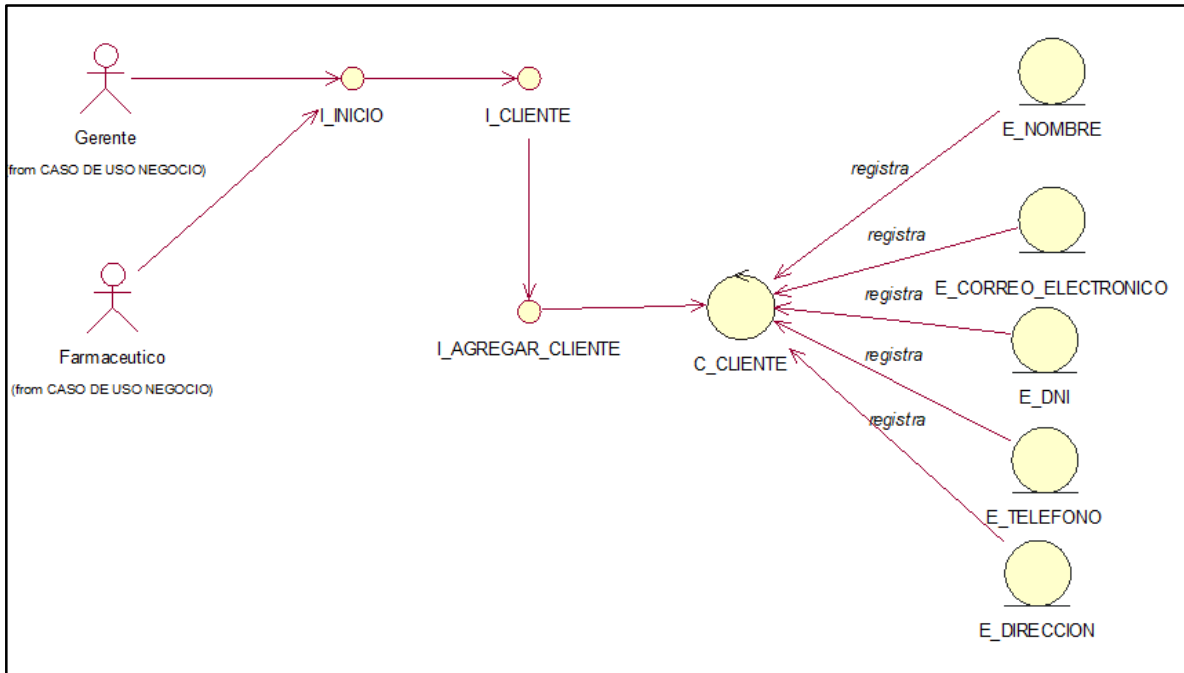 Gerente
(from CASO DE USO NEGOCIO)
I_INICIO
I_CLIENTE
E_NOMBRE
registra
registra
E_CORREO_ELECTRONICO
Farmaceutico
(from CASO DE USO NEGOCIO)
I_AGREGAR_CLIENTE
C_CLIENTE
registra
E_DNI
registra
E_TELEFONO
registra
E_DIRECCION